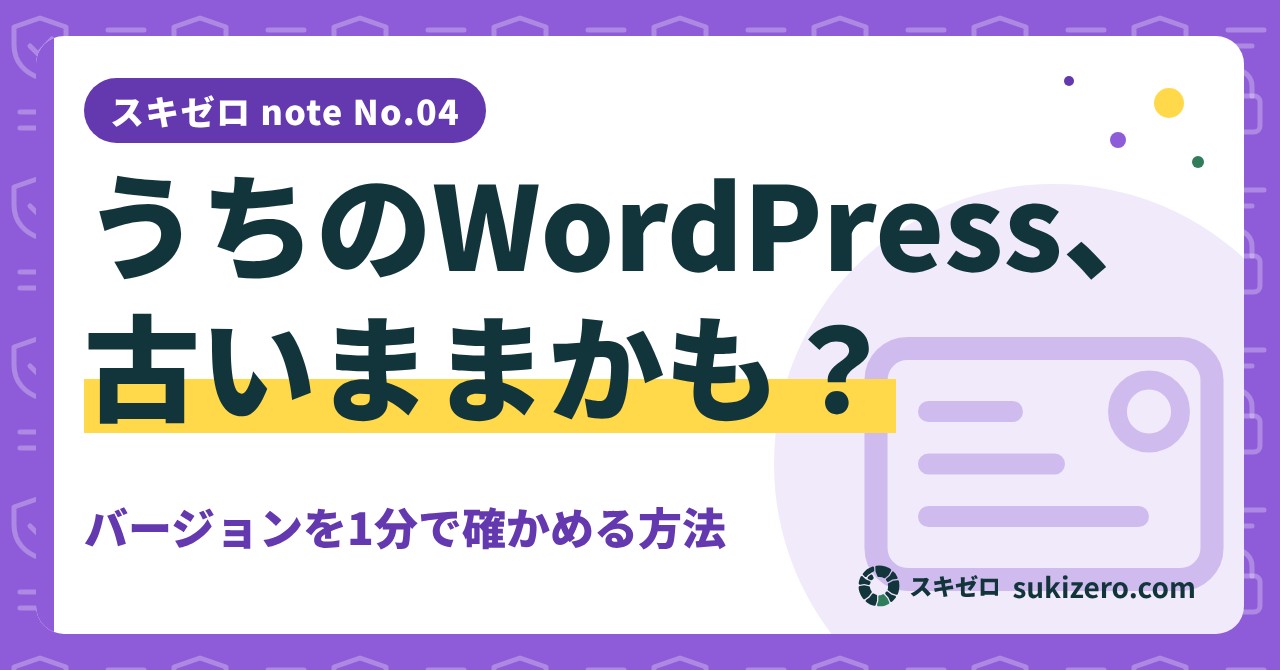 スキゼロ note No.04
うちのWordPress、
古いままかも？
バージョンを1分で確かめる方法
スキゼロ sukizero.com